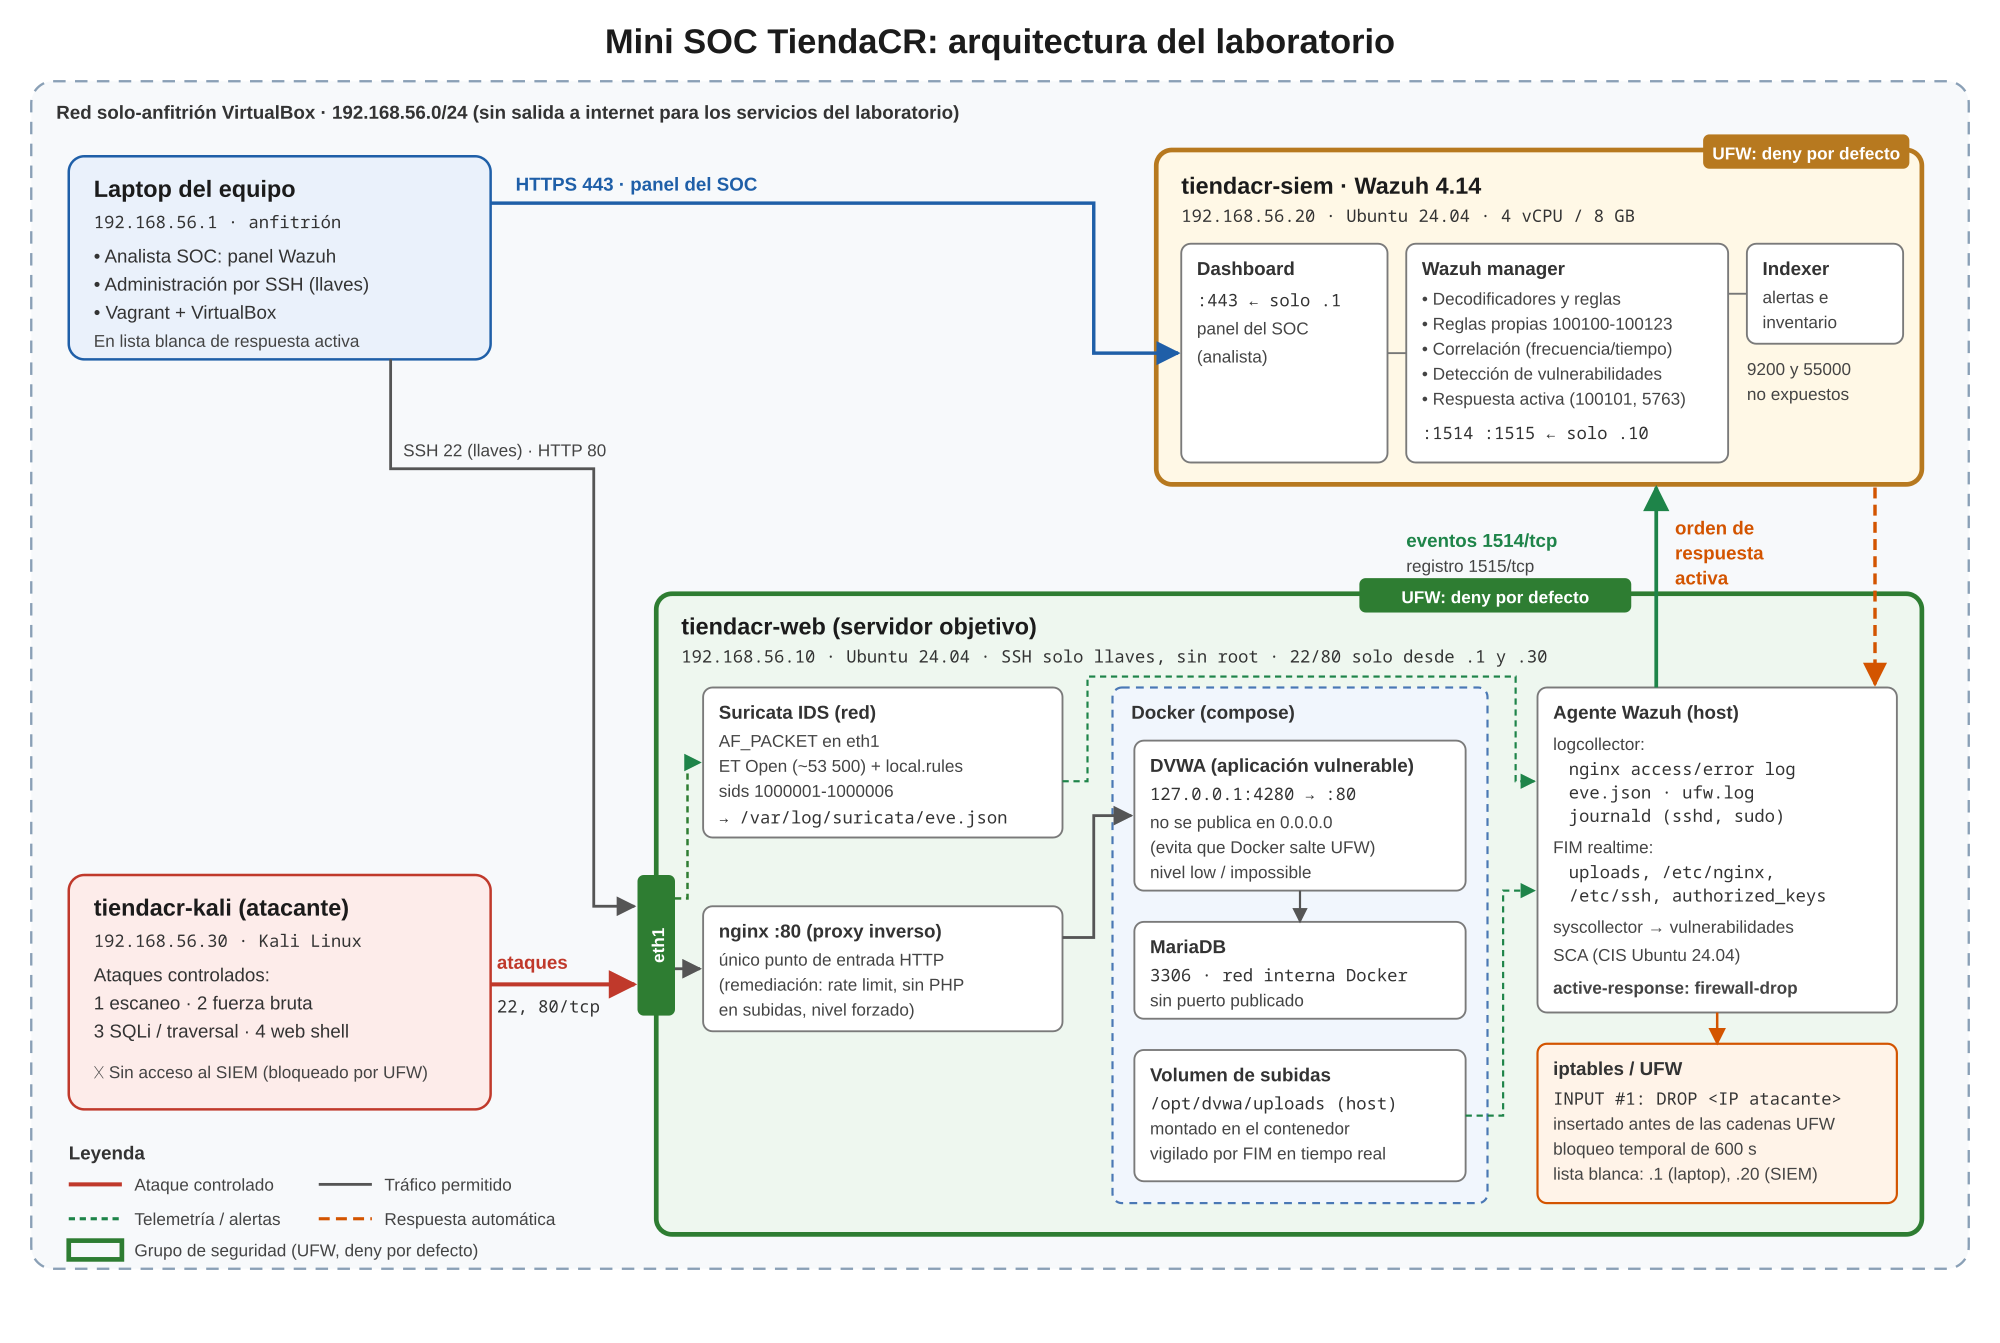 Mini SOC TiendaCR: arquitectura del laboratorio
Red solo-anfitrión VirtualBox · 192.168.56.0/24 (sin salida a internet para los servicios del laboratorio)
Laptop del equipo
192.168.56.1 · anfitrión
• Analista SOC: panel Wazuh
• Administración por SSH (llaves)
• Vagrant + VirtualBox
En lista blanca de respuesta activa
HTTPS 443 · panel del SOC
SSH 22 (llaves) · HTTP 80
UFW: deny por defecto
tiendacr-siem · Wazuh 4.14
192.168.56.20 · Ubuntu 24.04 · 4 vCPU / 8 GB
Dashboard
:443 ← solo .1
panel del SOC
(analista)
Wazuh manager
• Decodificadores y reglas
• Reglas propias 100100-100123
• Correlación (frecuencia/tiempo)
• Detección de vulnerabilidades
• Respuesta activa (100101, 5763)
:1514 :1515 ← solo .10
Indexer
alertas e
inventario
9200 y 55000
no expuestos
eventos 1514/tcp
registro 1515/tcp
orden de
respuesta
activa
UFW: deny por defecto
tiendacr-web (servidor objetivo)
192.168.56.10 · Ubuntu 24.04 · SSH solo llaves, sin root · 22/80 solo desde .1 y .30
Suricata IDS (red)
AF_PACKET en eth1
ET Open (~53 500) + local.rules
sids 1000001-1000006
→ /var/log/suricata/eve.json
nginx :80 (proxy inverso)
único punto de entrada HTTP
(remediación: rate limit, sin PHP
en subidas, nivel forzado)
eth1
Docker (compose)
DVWA (aplicación vulnerable)
127.0.0.1:4280 → :80
no se publica en 0.0.0.0
(evita que Docker salte UFW)
nivel low / impossible
MariaDB
3306 · red interna Docker
sin puerto publicado
Volumen de subidas
/opt/dvwa/uploads (host)
montado en el contenedor
vigilado por FIM en tiempo real
Agente Wazuh (host)
logcollector:
nginx access/error log
eve.json · ufw.log
journald (sshd, sudo)
FIM realtime:
uploads, /etc/nginx,
/etc/ssh, authorized_keys
syscollector → vulnerabilidades
SCA (CIS Ubuntu 24.04)
active-response: firewall-drop
iptables / UFW
INPUT #1: DROP <IP atacante>
insertado antes de las cadenas UFW
bloqueo temporal de 600 s
lista blanca: .1 (laptop), .20 (SIEM)
tiendacr-kali (atacante)
192.168.56.30 · Kali Linux
Ataques controlados:
1 escaneo · 2 fuerza bruta
3 SQLi / traversal · 4 web shell
╳ Sin acceso al SIEM (bloqueado por UFW)
ataques
22, 80/tcp
Leyenda
Ataque controlado
Tráfico permitido
Telemetría / alertas
Respuesta automática
Grupo de seguridad (UFW, deny por defecto)